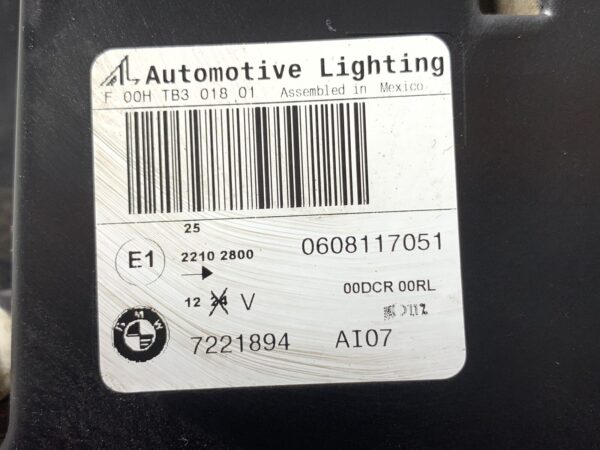 AL Automotive Lighting
F 00H TB3 018 01 Assembled in Mexico
25
E1
2210 2800
0608117051
00DCR 00RL
12 24 V
BMW
7221894 AI07